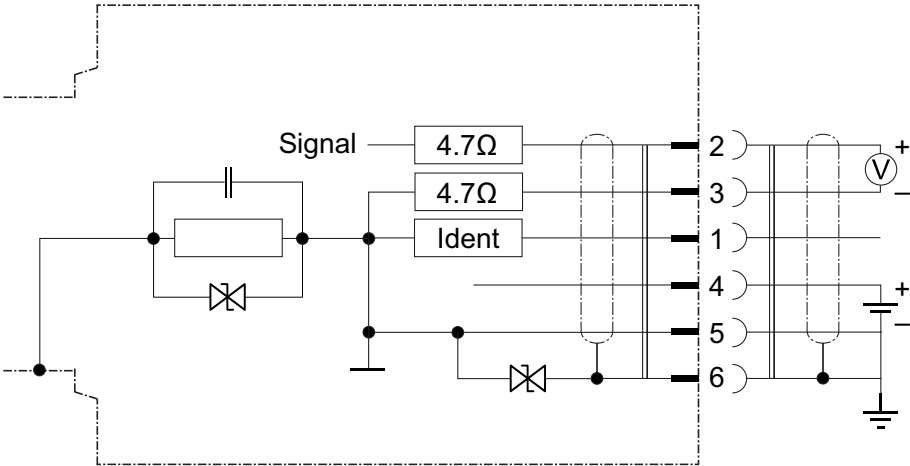 Signal 4.7Ω 2 +
V
4.7Ω 3 –
Ident 1
4 +
5 –
6